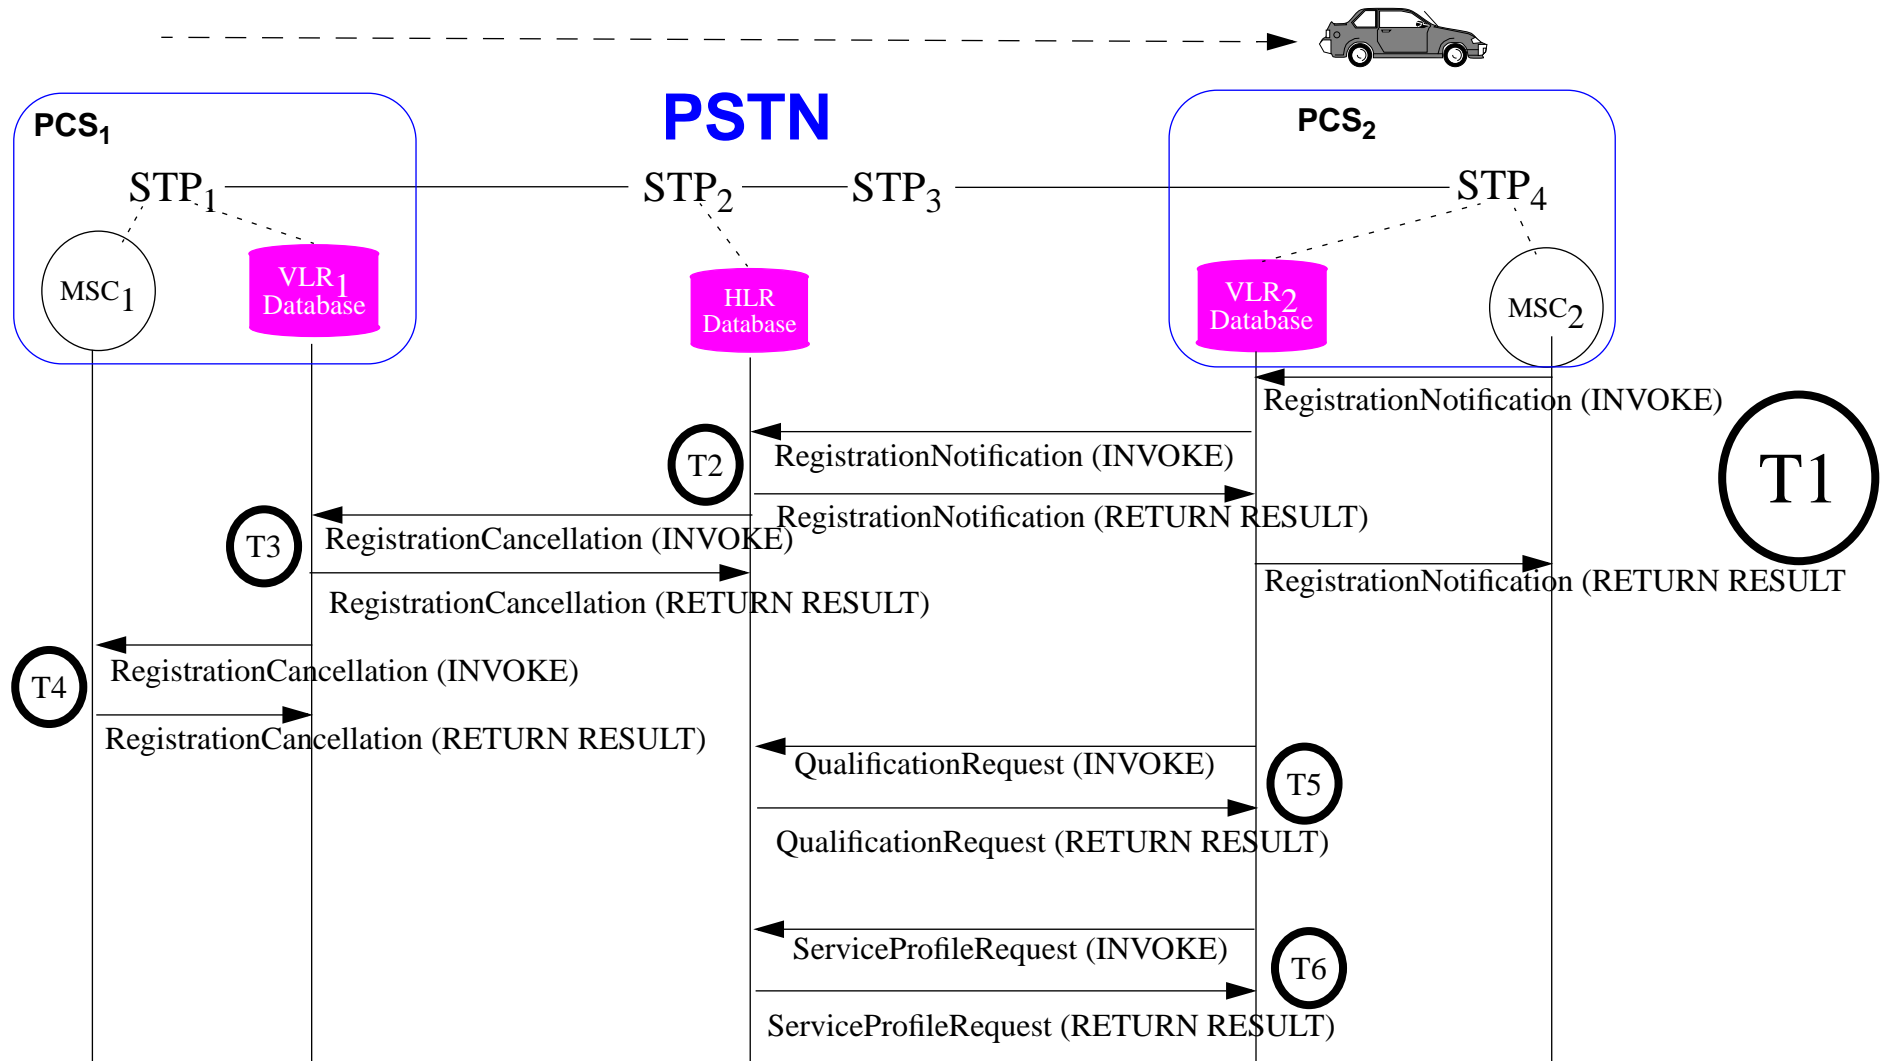 PSTN
PCS1
PCS2
STP1
STP2
STP3
STP4
MSC1
VLR1
Database
HLR
Database
VLR2
Database
MSC2
RegistrationNotification (INVOKE)
T1
T2
RegistrationNotification (INVOKE)
RegistrationNotification (RETURN RESULT)
T3
RegistrationCancellation (INVOKE)
RegistrationNotification (RETURN RESULT
RegistrationCancellation (RETURN RESULT)
T4
RegistrationCancellation (INVOKE)
RegistrationCancellation (RETURN RESULT)
QualificationRequest (INVOKE)
T5
QualificationRequest (RETURN RESULT)
ServiceProfileRequest (INVOKE)
T6
ServiceProfileRequest (RETURN RESULT)